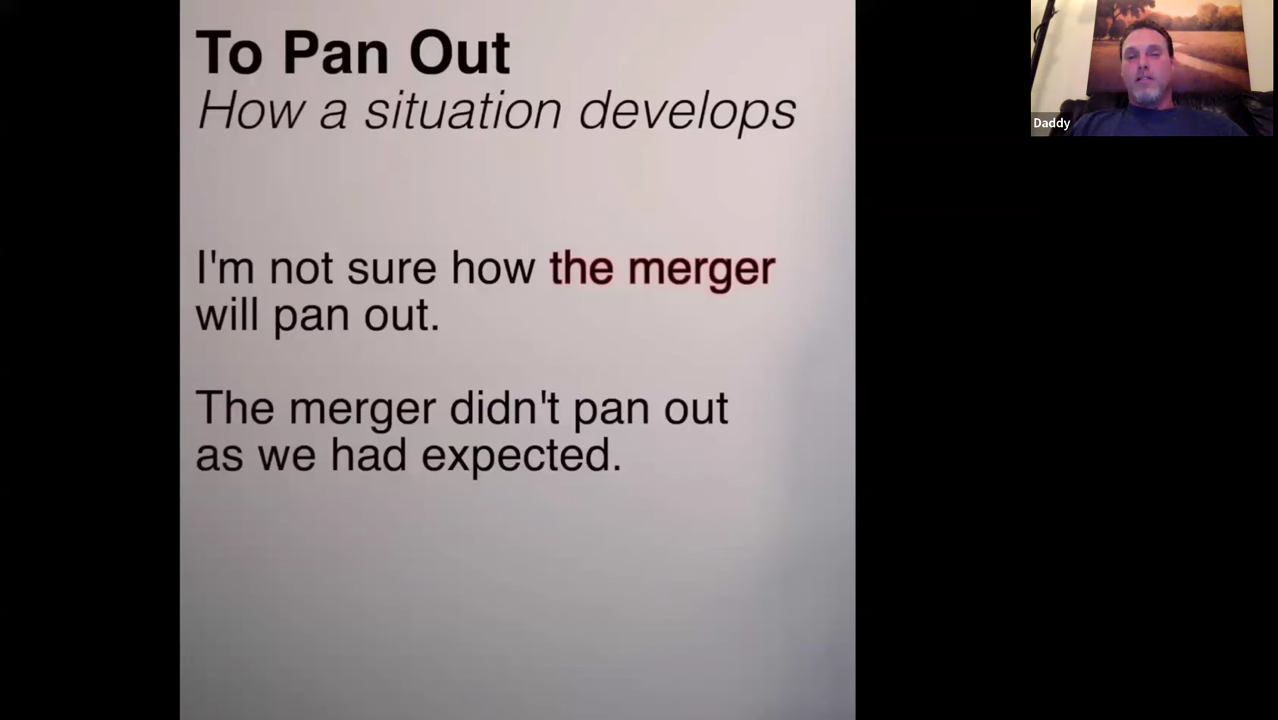 To Pan Out
How a situation develops
I'm not sure how the merger
will pan out.
The merger didn't pan out
as we had expected.
Daddy